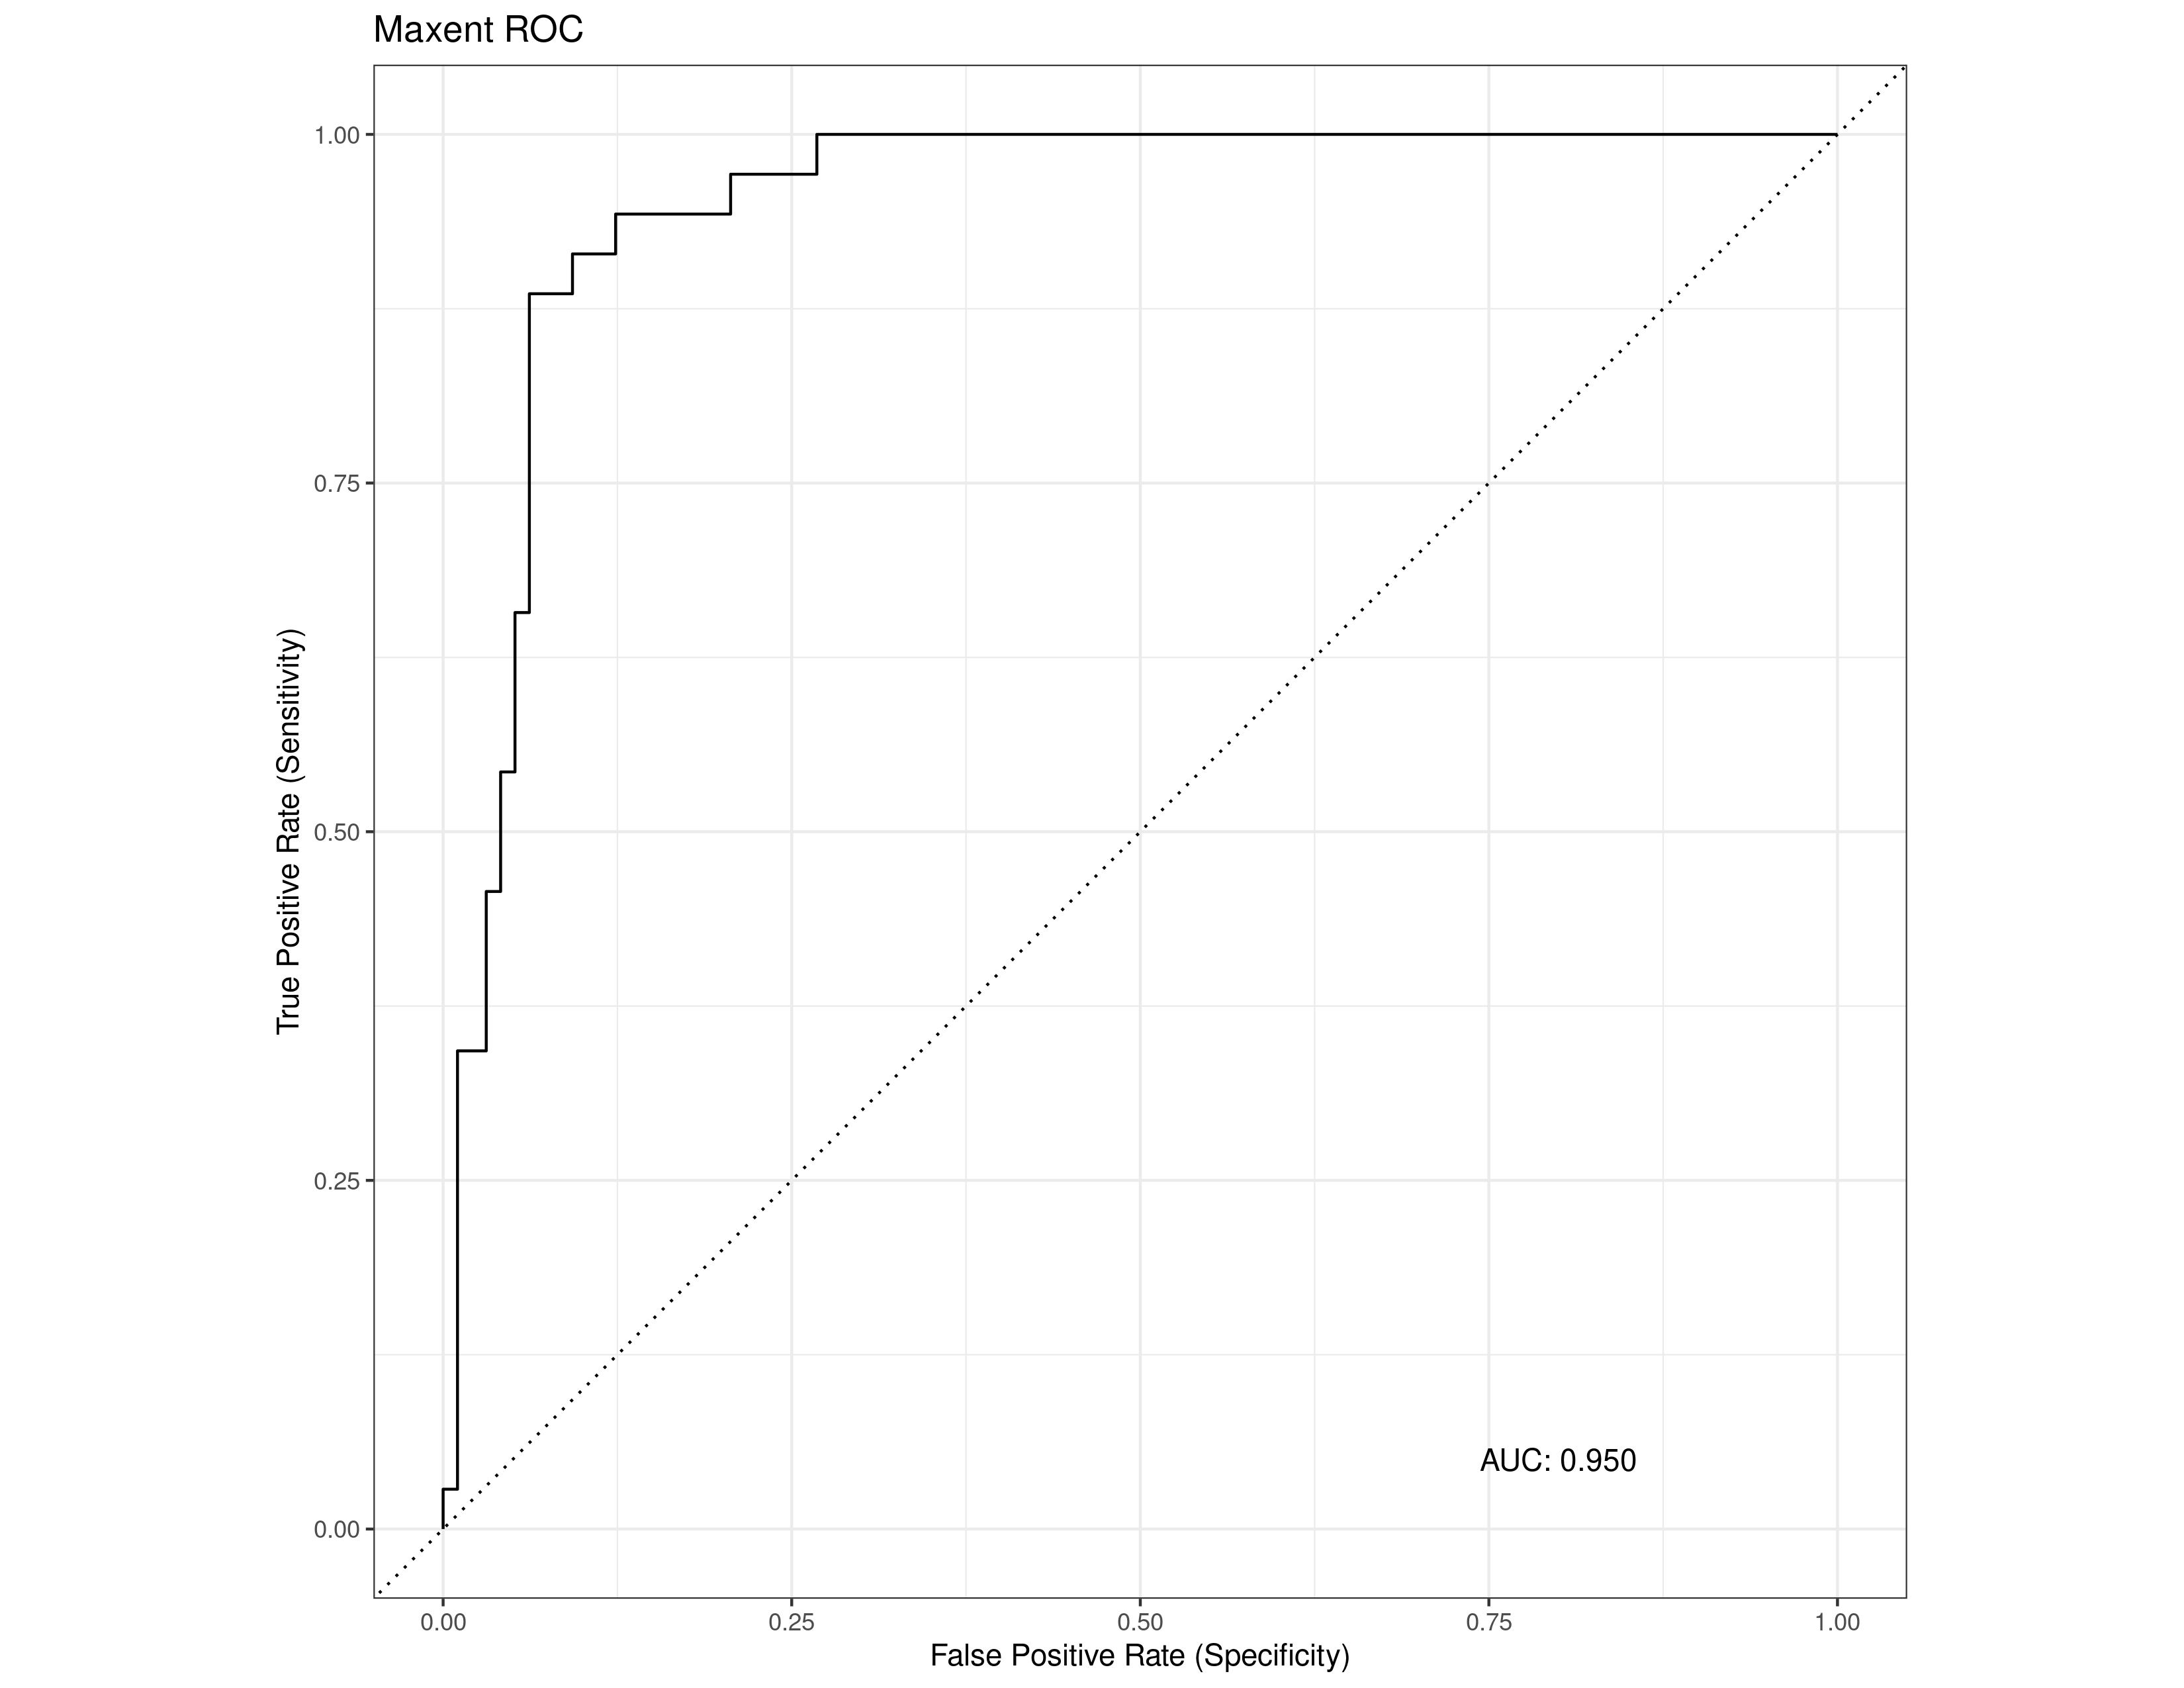 Maxent ROC
True Positive Rate (Sensitivity)
1.00
0.75
0.50
0.25
0.00
AUC: 0.950
0.00 0.25 0.50 0.75 1.00
False Positive Rate (Specificity)